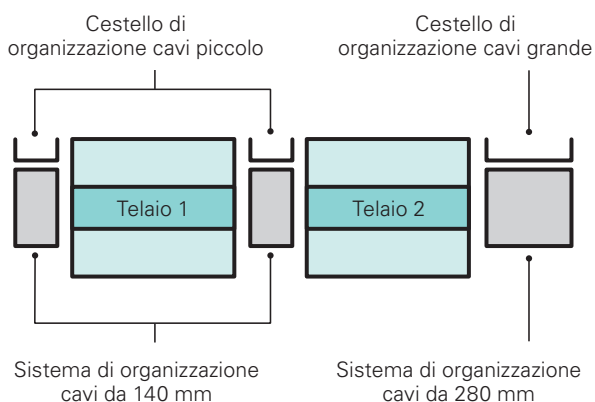 Cestello di
organizzazione cavi piccolo
Cestello di
organizzazione cavi grande
Telaio 1
Telaio 2
Sistema di organizzazione
cavi da 140 mm
Sistema di organizzazione
cavi da 280 mm